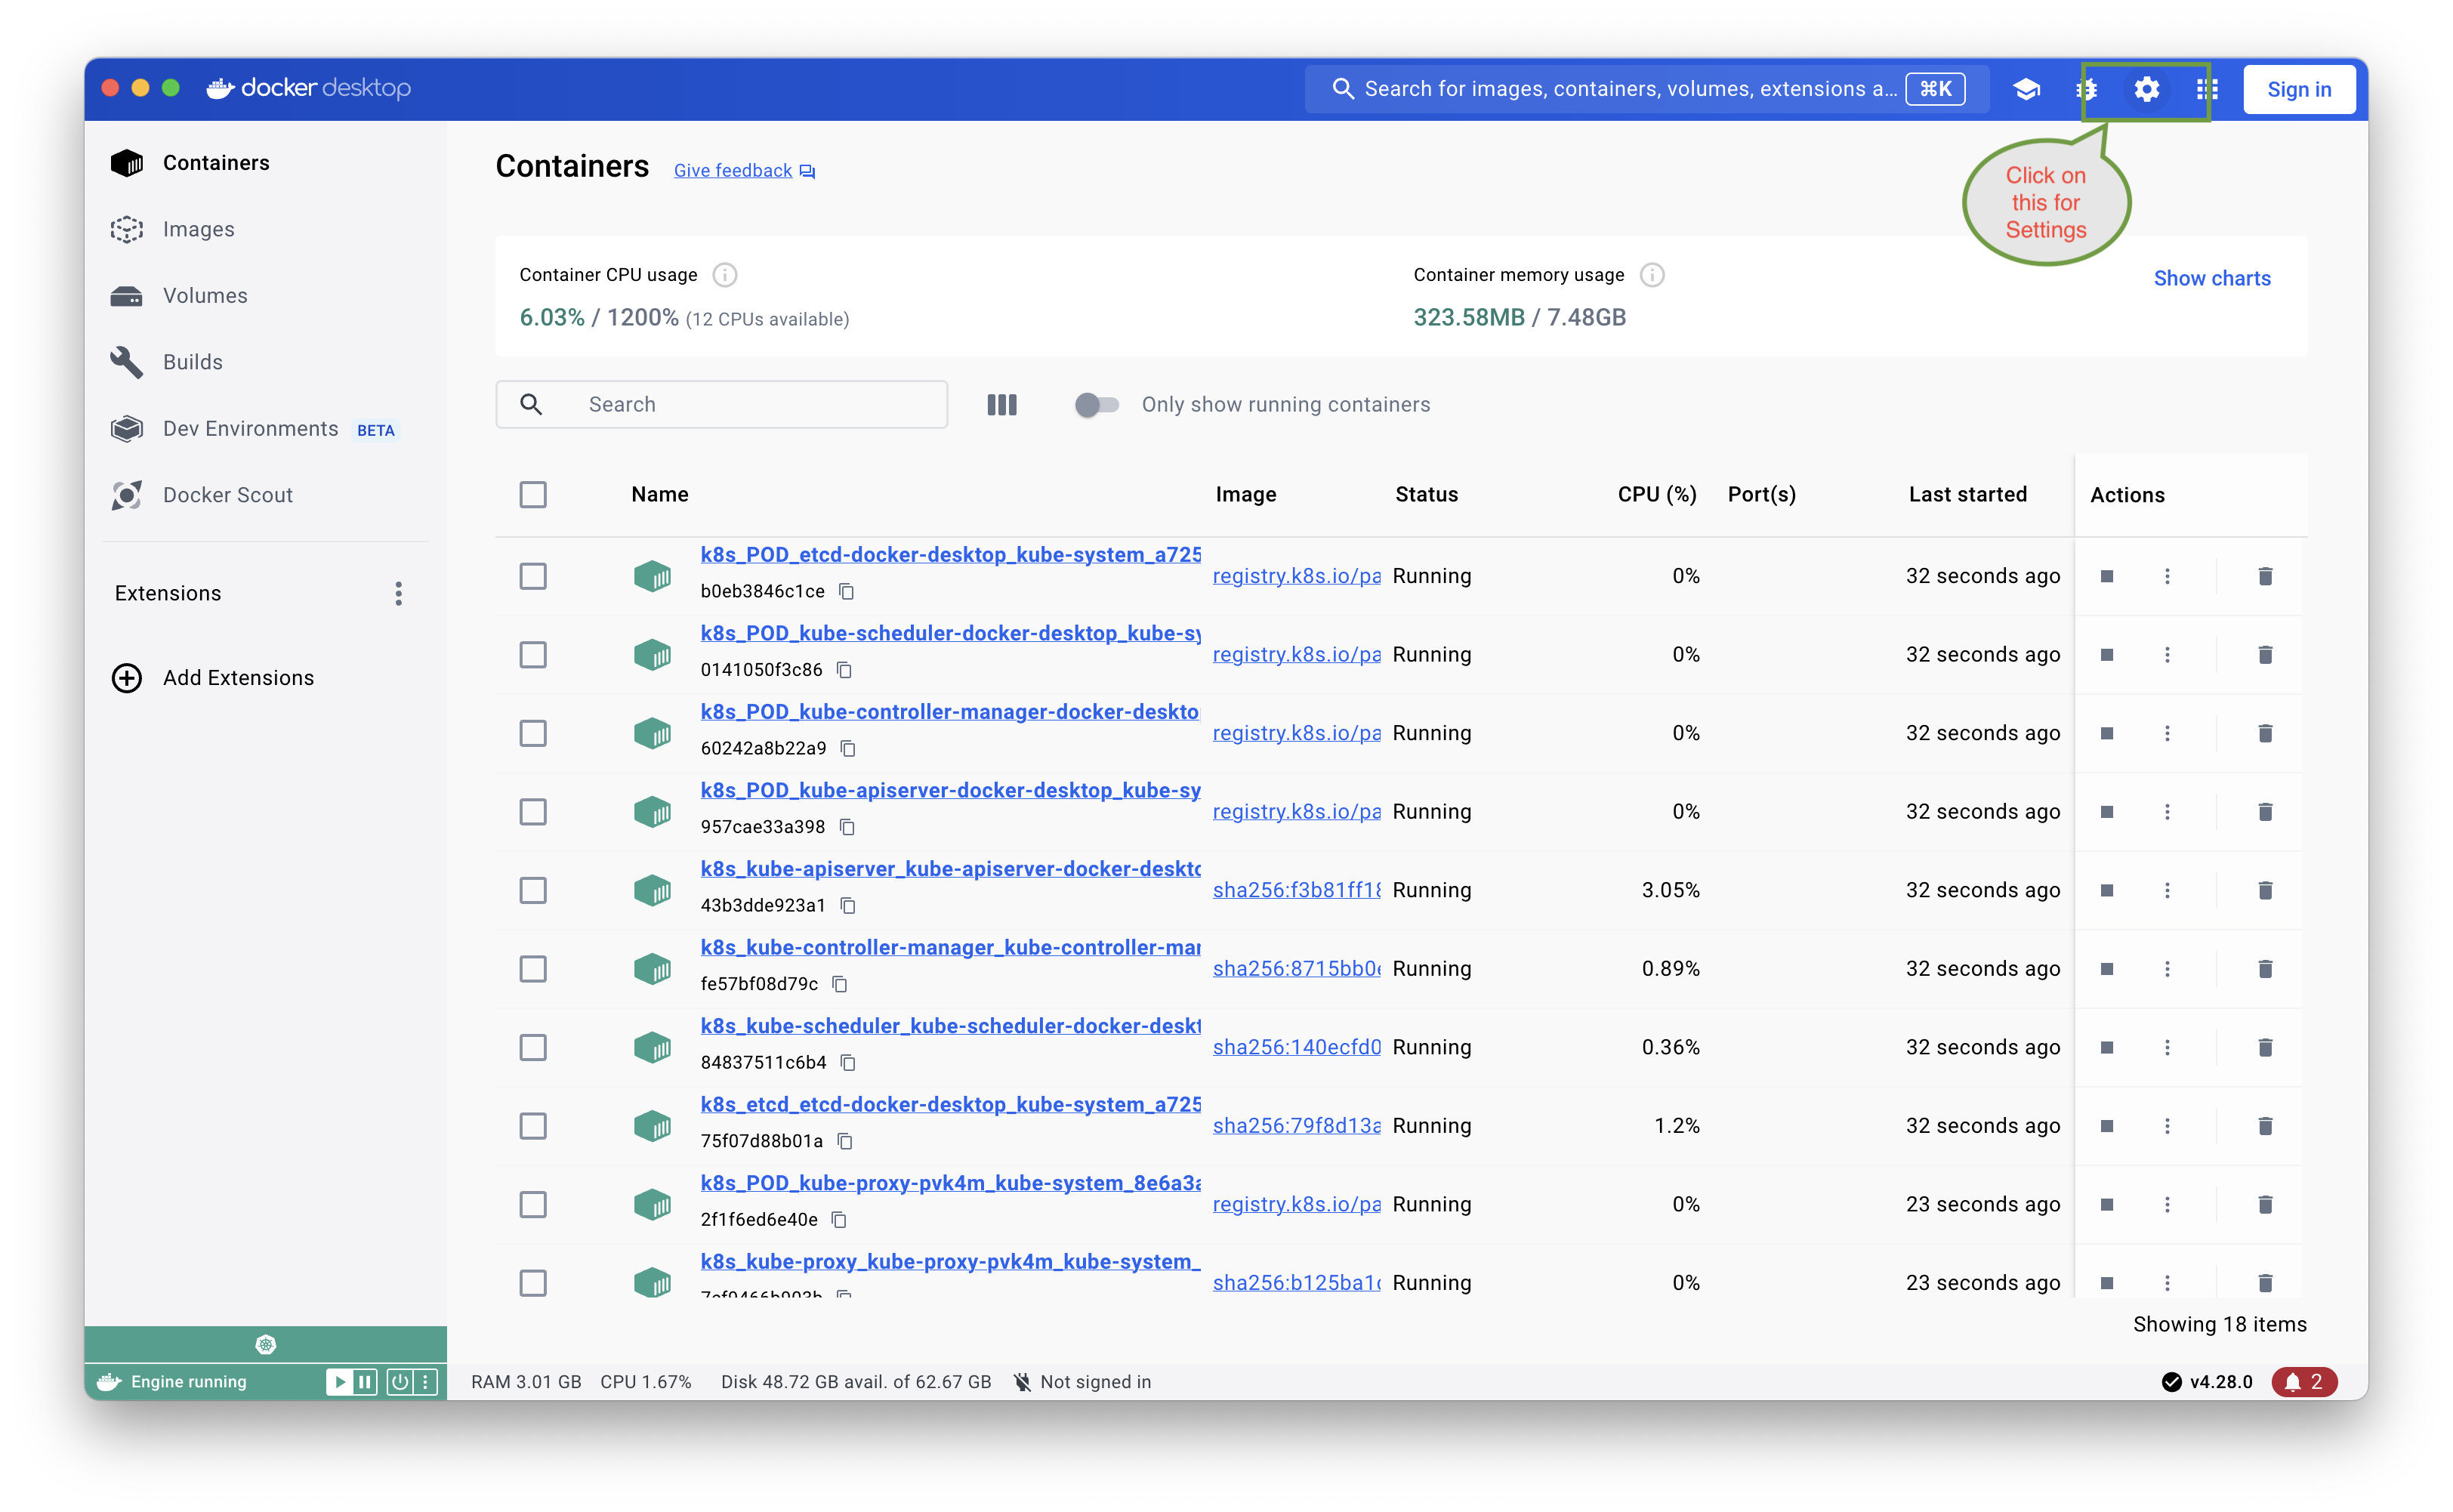 docker desktop
Search for images, containers, volumes, extensions a...
⌘K
Sign in
Click on
this for
Settings
Containers
Images
Volumes
Builds
Dev Environments BETA
Docker Scout
Extensions
Add Extensions
Containers Give feedback
Container CPU usage
6.03% / 1200% (12 CPUs available)
Container memory usage
323.58MB / 7.48GB
Show charts
Search
Only show running containers
Name Image Status CPU (%) Port(s) Last started Actions
k8s_POD_etcd-docker-desktop_kube-system_a725
b0eb3846c1ce
registry.k8s.io/pa Running 0% 32 seconds ago
k8s_POD_kube-scheduler-docker-desktop_kube-sy
0141050f3c86
registry.k8s.io/pa Running 0% 32 seconds ago
k8s_POD_kube-controller-manager-docker-deskto
60242a8b22a9
registry.k8s.io/pa Running 0% 32 seconds ago
k8s_POD_kube-apiserver-docker-desktop_kube-sy
957cae33a398
registry.k8s.io/pa Running 0% 32 seconds ago
k8s_kube-apiserver_kube-apiserver-docker-deskto
43b3dde923a1
sha256:f3b81ff18 Running 3.05% 32 seconds ago
k8s_kube-controller-manager_kube-controller-mar
fe57bf08d79c
sha256:8715bb0e Running 0.89% 32 seconds ago
k8s_kube-scheduler_kube-scheduler-docker-deskt
84837511c6b4
sha256:140ecfd0 Running 0.36% 32 seconds ago
k8s_etcd_etcd-docker-desktop_kube-system_a725
75f07d88b01a
sha256:79f8d13a Running 1.2% 32 seconds ago
k8s_POD_kube-proxy-pvk4m_kube-system_8e6a3a
2f1f6ed6e40e
registry.k8s.io/pa Running 0% 23 seconds ago
k8s_kube-proxy_kube-proxy-pvk4m_kube-system_
sha256:b125ba1c Running 0% 23 seconds ago
Showing 18 items
Engine running
RAM 3.01 GB CPU 1.67% Disk 48.72 GB avail. of 62.67 GB Not signed in
v4.28.0
2